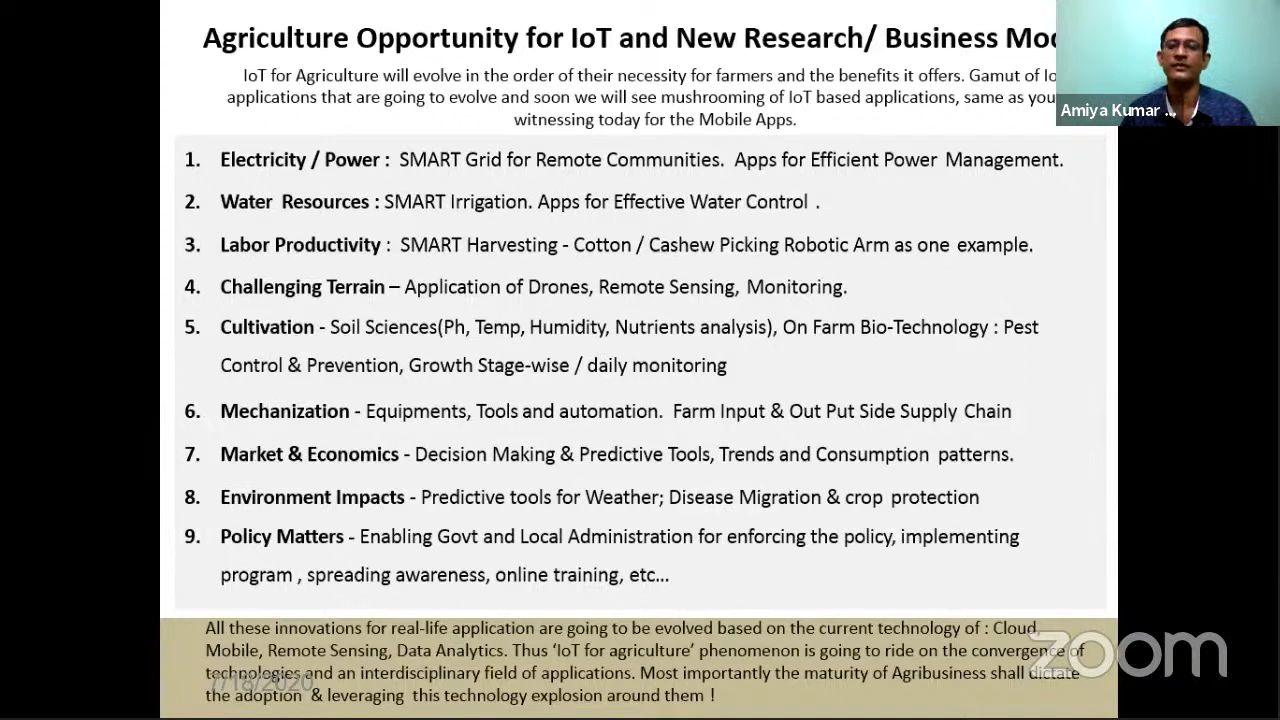 Agriculture Opportunity for IoT and New Research/ Business
IoT for Agriculture will evolve in the order of their necessity for farmers and the benefits it offers. Gamut of
applications that are going to evolve and soon we will see mushrooming of IoT based applications, same as you
witnessing today for the Mobile Apps.
Amiya Kumar ...
1. Electricity / Power : SMART Grid for Remote Communities. Apps for Efficient Power Management.
2. Water Resources : SMART Irrigation. Apps for Effective Water Control .
3. Labor Productivity : SMART Harvesting - Cotton / Cashew Picking Robotic Arm as one example.
4. Challenging Terrain – Application of Drones, Remote Sensing, Monitoring.
5. Cultivation - Soil Sciences(Ph, Temp, Humidity, Nutrients analysis), On Farm Bio-Technology : Pest
Control & Prevention, Growth Stage-wise / daily monitoring
6. Mechanization - Equipments, Tools and automation. Farm Input & Out Put Side Supply Chain
7. Market & Economics - Decision Making & Predictive Tools, Trends and Consumption patterns.
8. Environment Impacts - Predictive tools for Weather; Disease Migration & crop protection
9. Policy Matters - Enabling Govt and Local Administration for enforcing the policy, implementing
program , spreading awareness, online training, etc...
All these innovations for real-life application are going to be evolved based on the current technology of : Cloud,
Mobile, Remote Sensing, Data Analytics. Thus ‘IoT for agriculture’ phenomenon is going to ride on the convergence of
technologies and an interdisciplinary field of applications. Most importantly the maturity of Agribusiness shall dictate
the adoption & leveraging this technology explosion around them !
7/18/2020
zoom